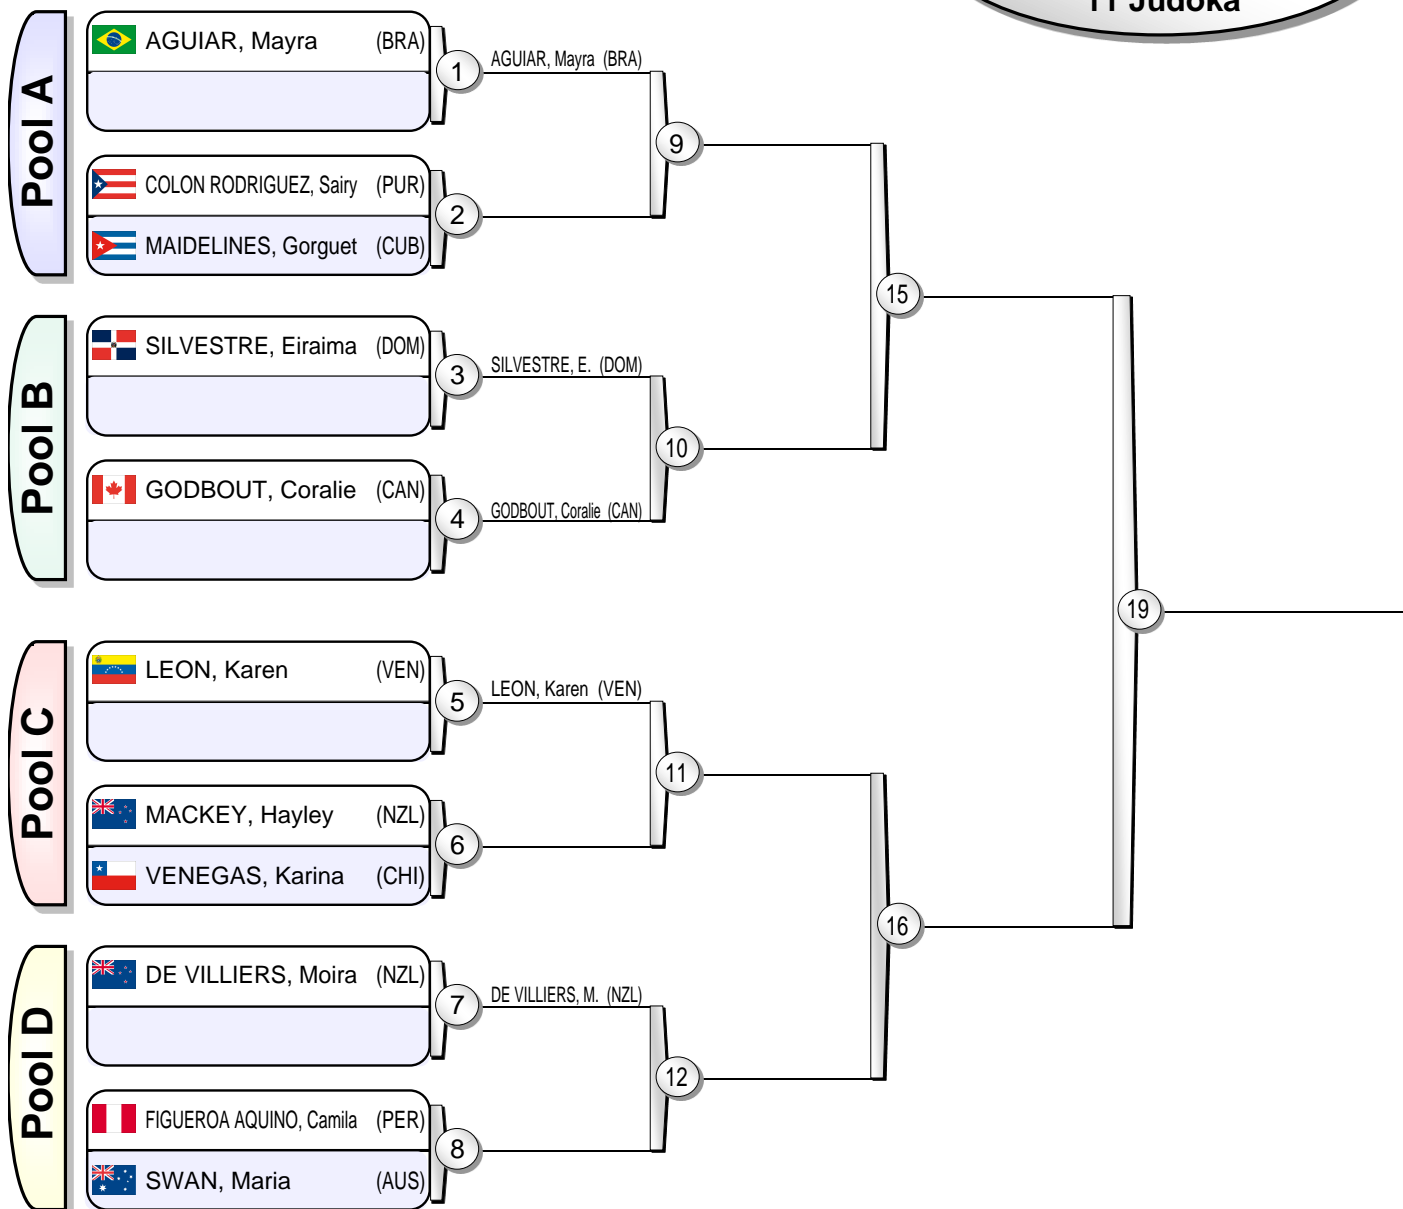 11 Judoka
Pool A
AGUIAR, Mayra (BRA)
1
AGUIAR, Mayra (BRA)
9
COLON RODRIGUEZ, Sairy (PUR)
2
MAIDELINES, Gorguet (CUB)
15
Pool B
SILVESTRE, Eiraima (DOM)
3
SILVESTRE, E. (DOM)
10
GODBOUT, Coralie (CAN)
4
GODBOUT, Coralie (CAN)
19
Pool C
LEON, Karen (VEN)
5
LEON, Karen (VEN)
11
MACKEY, Hayley (NZL)
6
VENEGAS, Karina (CHI)
16
Pool D
DE VILLIERS, Moira (NZL)
7
DE VILLIERS, M. (NZL)
12
FIGUEROA AQUINO, Camila (PER)
8
SWAN, Maria (AUS)